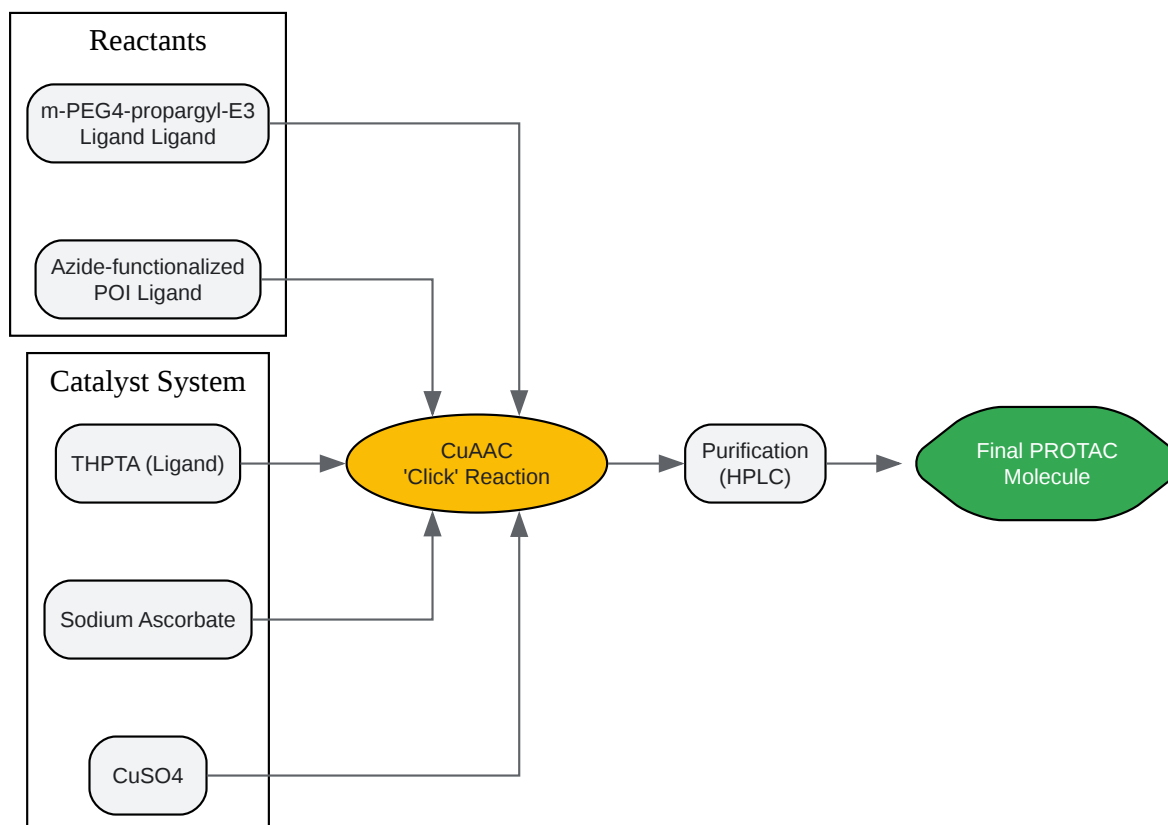 Reactants
m-PEG4-propargyl-E3
Ligand Ligand
Azide-functionalized
POI Ligand
Catalyst System
THPTA (Ligand)
Sodium Ascorbate
CuSO4
CuAAC
'Click' Reaction
Purification
(HPLC)
Final PROTAC
Molecule